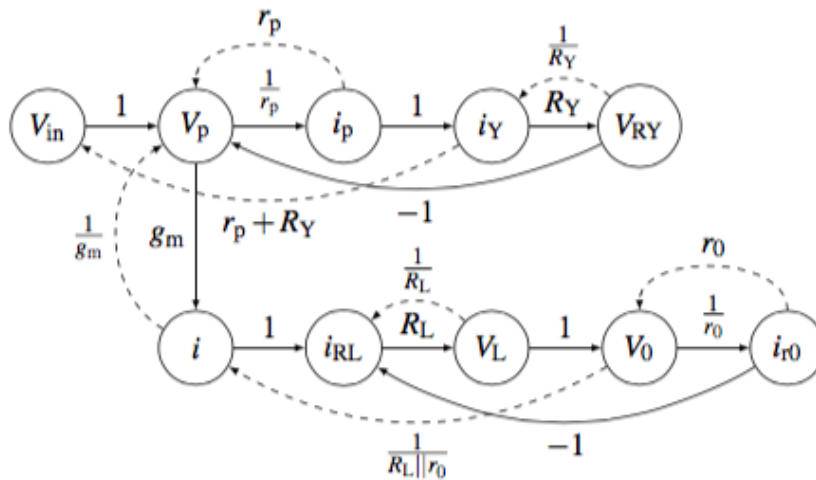 r_p
1/R_Y
1
1/r_p
1
R_Y
V_in
V_p
i_p
i_Y
V_RY
−1
1/g_m
g_m
r_p + R_Y
1/R_L
r_0
1
R_L
1
1/r_0
i
i_RL
V_L
V_0
i_r0
−1
1/R_L||r_0